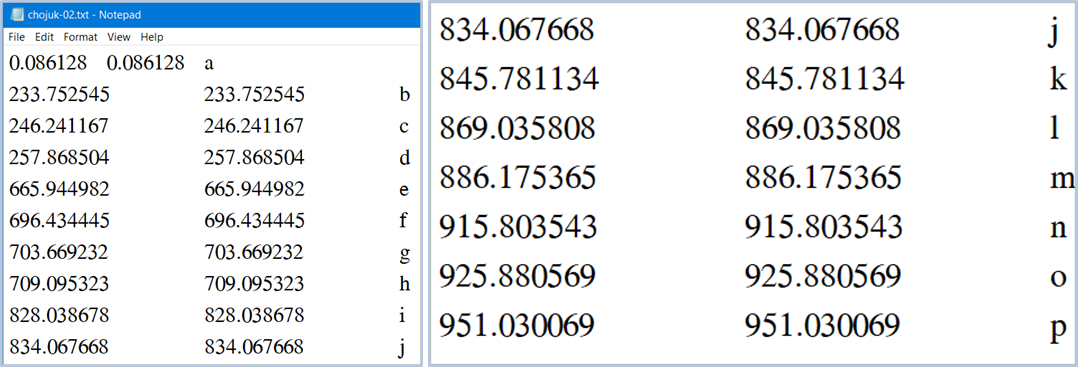 chojuk-02.txt - Notepad
File Edit Format View Help
0.086128 0.086128 a
233.752545 233.752545 b
246.241167 246.241167 c
257.868504 257.868504 d
665.944982 665.944982 e
696.434445 696.434445 f
703.669232 703.669232 g
709.095323 709.095323 h
828.038678 828.038678 i
834.067668 834.067668 j
834.067668 834.067668 j
845.781134 845.781134 k
869.035808 869.035808 l
886.175365 886.175365 m
915.803543 915.803543 n
925.880569 925.880569 o
951.030069 951.030069 p